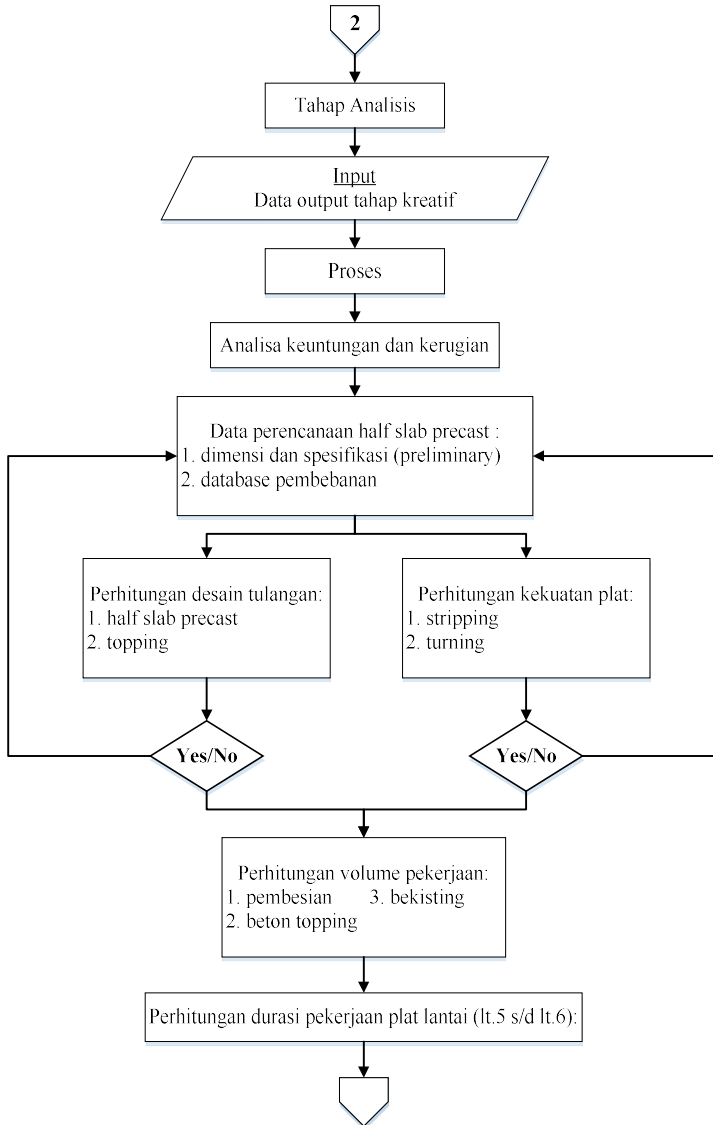 2
Tahap Analisis
Input
Data output tahap kreatif
Proses
Analisa keuntungan dan kerugian
Data perencanaan half slab precast :
1. dimensi dan spesifikasi (preliminary)
2. database pembebanan
Perhitungan desain tulangan:
1. half slab precast
2. topping
Perhitungan kekuatan plat:
1. stripping
2. turning
Yes/No
Yes/No
Perhitungan volume pekerjaan:
1. pembesian 3. bekisting
2. beton topping
Perhitungan durasi pekerjaan plat lantai (lt.5 s/d lt.6):